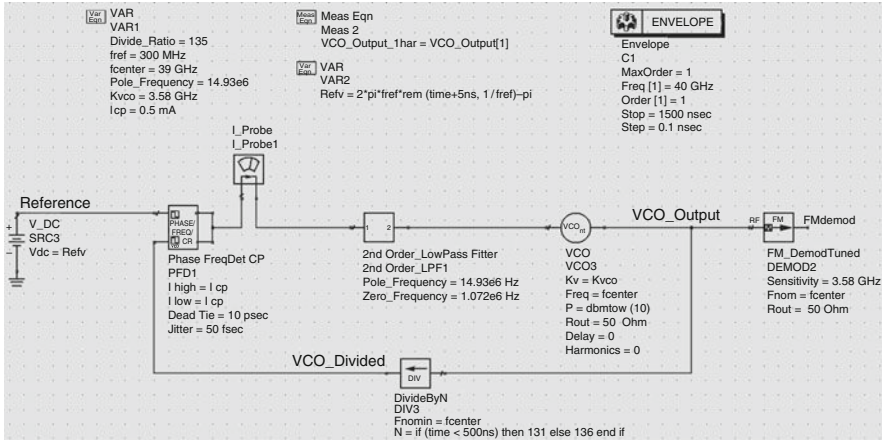 Var Eqn
VAR
VAR1
Divide_Ratio = 135
fref = 300 MHz
fcenter = 39 GHz
Pole_Frequency = 14.93e6
Kvco = 3.58 GHz
Icp = 0.5 mA
Meas Eqn
Meas Eqn
Meas 2
VCO_Output_1har = VCO_Output[1]
Var Eqn
VAR
VAR2
Refv = 2*pi*fref*rem (time+5ns, 1/fref)–pi
ENVELOPE
Envelope
C1
MaxOrder = 1
Freq [1] = 40 GHz
Order [1] = 1
Stop = 1500 nsec
Step = 0.1 nsec
I_Probe
I_Probe1
Reference
+
V_DC
SRC3
Vdc = Refv
–
PHASE/
FREQ/
CR
Phase FreqDet CP
PFD1
I high = I cp
I low = I cp
Dead Tie = 10 psec
Jitter = 50 fsec
1 2
2nd Order_LowPass Fitter
2nd Order_LPF1
Pole_Frequency = 14.93e6 Hz
Zero_Frequency = 1.072e6 Hz
VCO
VCO
VCO3
Kv = Kvco
Freq = fcenter
P = dbmtow (10)
Rout = 50 Ohm
Delay = 0
Harmonics = 0
VCO_Output
RF
FM
FMdemod
FM_DemodTuned
DEMOD2
Sensitivity = 3.58 GHz
Fnom = fcenter
Rout = 50 Ohm
VCO_Divided
DIV
DivideByN
DIV3
Fnomin = fcenter
N = if (time < 500ns) then 131 else 136 end if